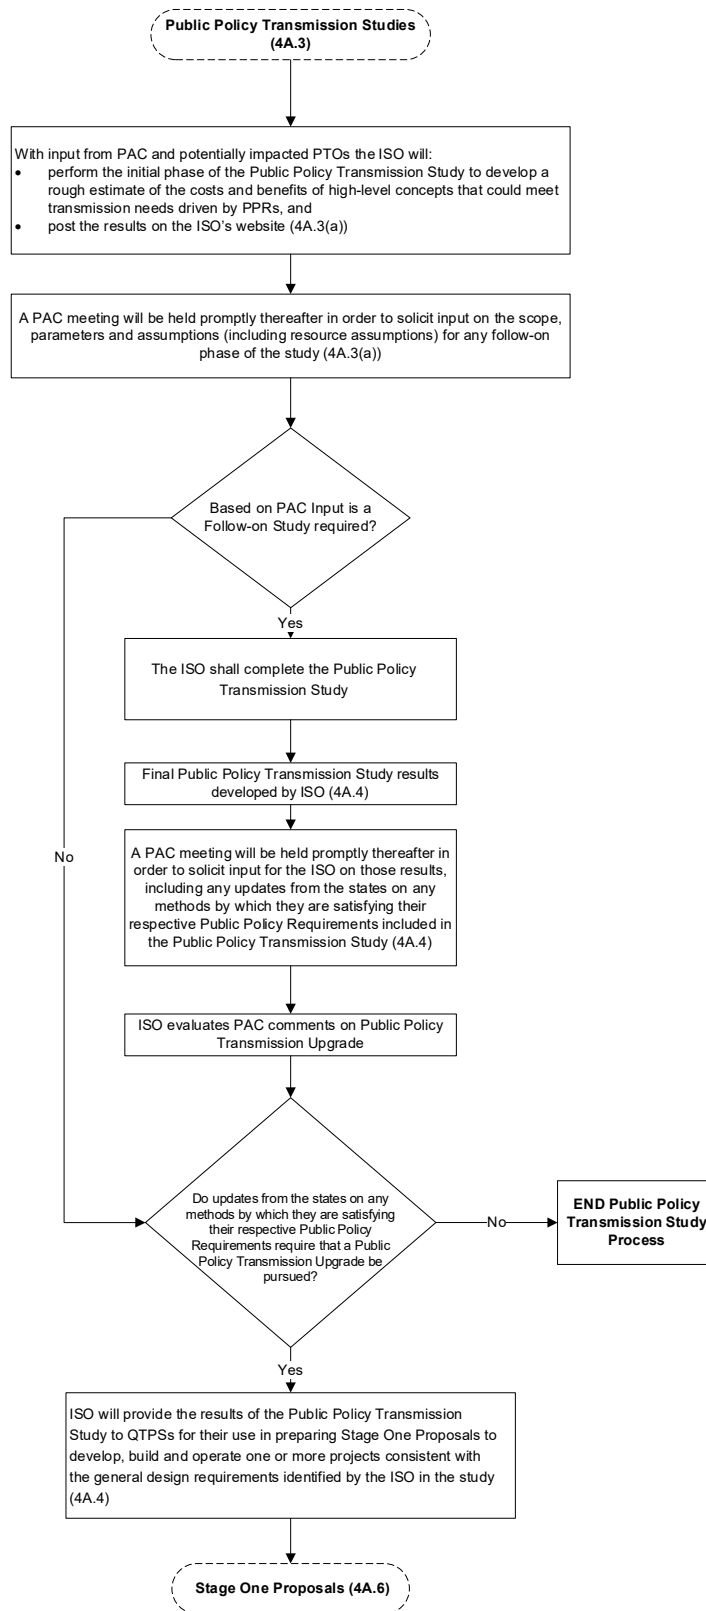 Public Policy Transmission Studies
(4A.3)
With input from PAC and potentially impacted PTOs the ISO will:
• perform the initial phase of the Public Policy Transmission Study to develop a
rough estimate of the costs and benefits of high-level concepts that could meet
transmission needs driven by PPRs, and
• post the results on the ISO's website (4A.3(a))
A PAC meeting will be held promptly thereafter in order to solicit input on the scope,
parameters and assumptions (including resource assumptions) for any follow-on
phase of the study (4A.3(a))
Based on PAC Input is a
Follow-on Study required?
Yes
The ISO shall complete the Public Policy
Transmission Study
Final Public Policy Transmission Study results
developed by ISO (4A.4)
No
A PAC meeting will be held promptly thereafter in
order to solicit input for the ISO on those results,
including any updates from the states on any
methods by which they are satisfying their
respective Public Policy Requirements included in
the Public Policy Transmission Study (4A.4)
ISO evaluates PAC comments on Public Policy
Transmission Upgrade
Do updates from the states on any
methods by which they are satisfying
their respective Public Policy
Requirements require that a Public
Policy Transmission Upgrade be
pursued?
No
END Public Policy
Transmission Study
Process
Yes
ISO will provide the results of the Public Policy Transmission
Study to QTPSs for their use in preparing Stage One Proposals to
develop, build and operate one or more projects consistent with
the general design requirements identified by the ISO in the study
(4A.4)
Stage One Proposals (4A.6)